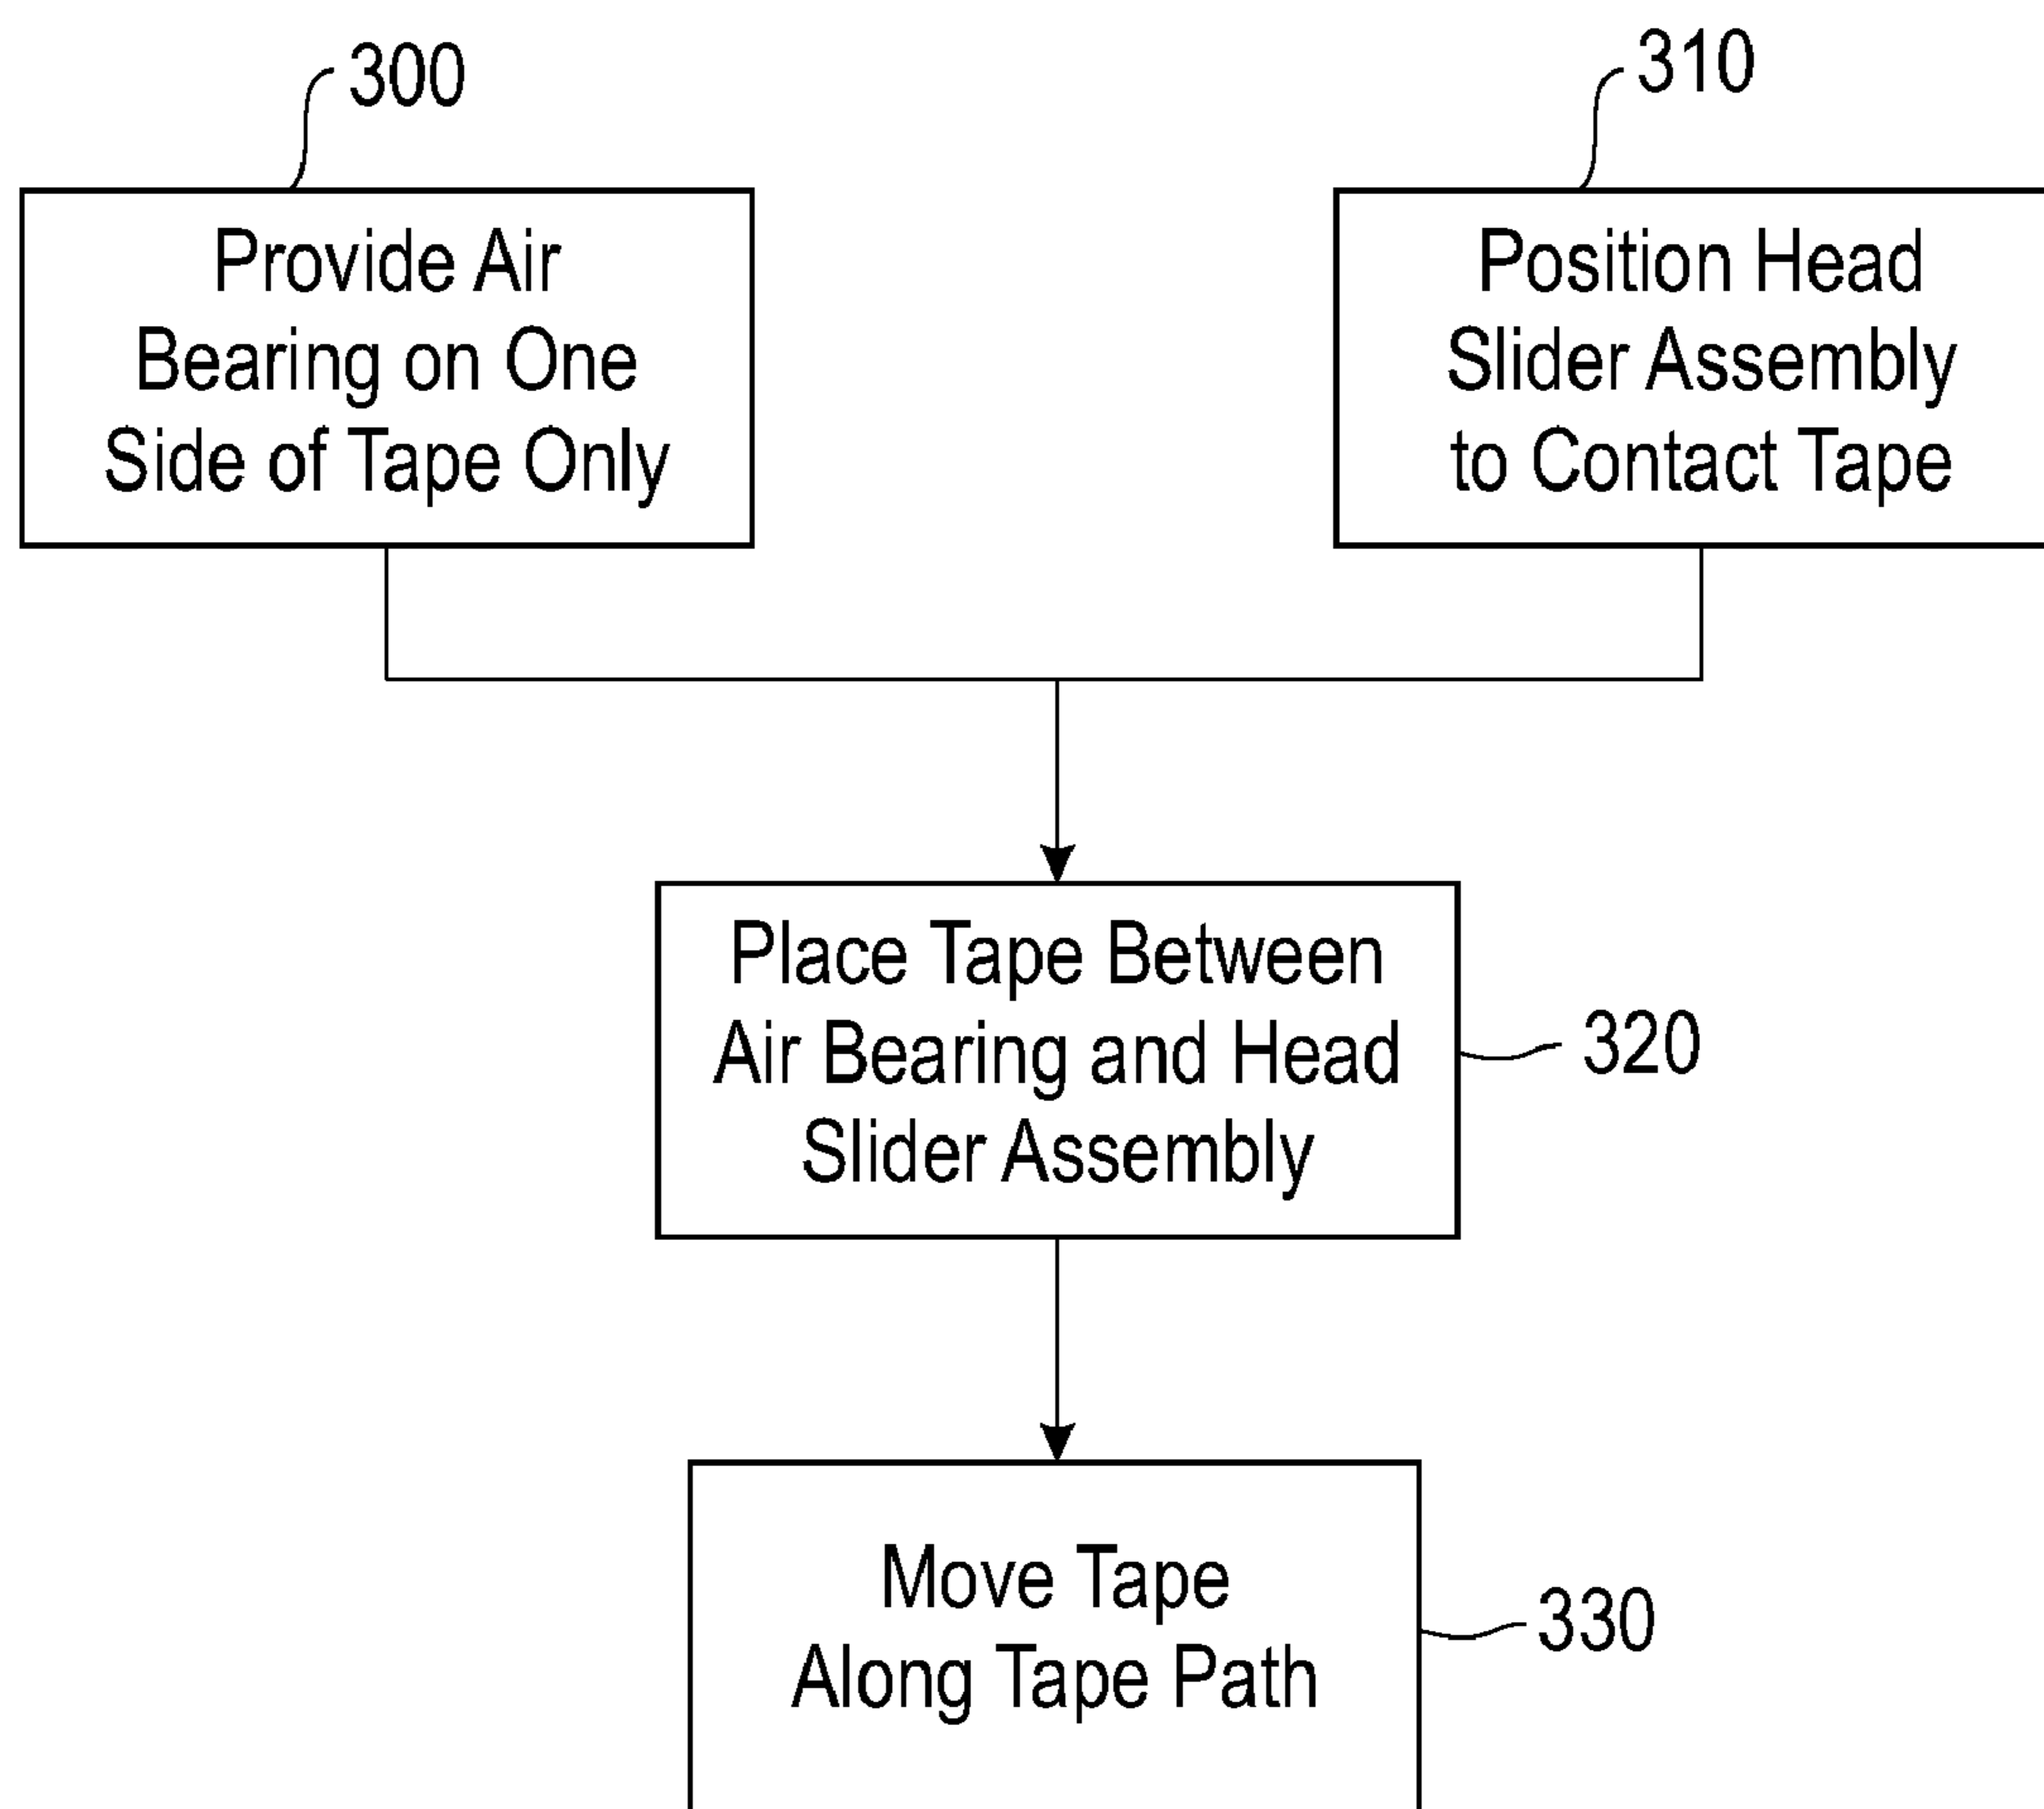 300
Provide Air
Bearing on One
Side of Tape Only
310
Position Head
Slider Assembly
to Contact Tape
Place Tape Between
Air Bearing and Head
Slider Assembly
320
Move Tape
Along Tape Path
330